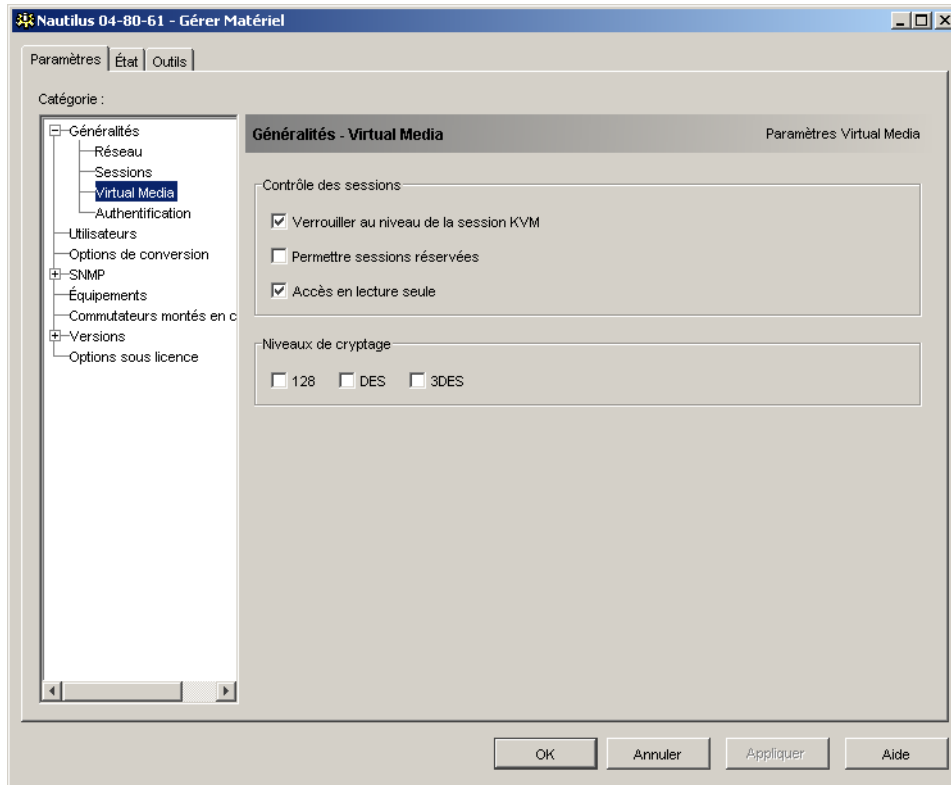 Nautilus 04-80-61 - Gérer Matériel
Paramètres État Outils
Catégorie :
Généralités
Réseau
Sessions
Virtual Media
Authentification
Utilisateurs
Options de conversion
SNMP
Équipements
Commutateurs montés en c
Versions
Options sous licence
Généralités - Virtual Media Paramètres Virtual Media
Contrôle des sessions
Verrouiller au niveau de la session KVM
Permettre sessions réservées
Accès en lecture seule
Niveaux de cryptage
128 DES 3DES
OK Annuler Appliquer Aide